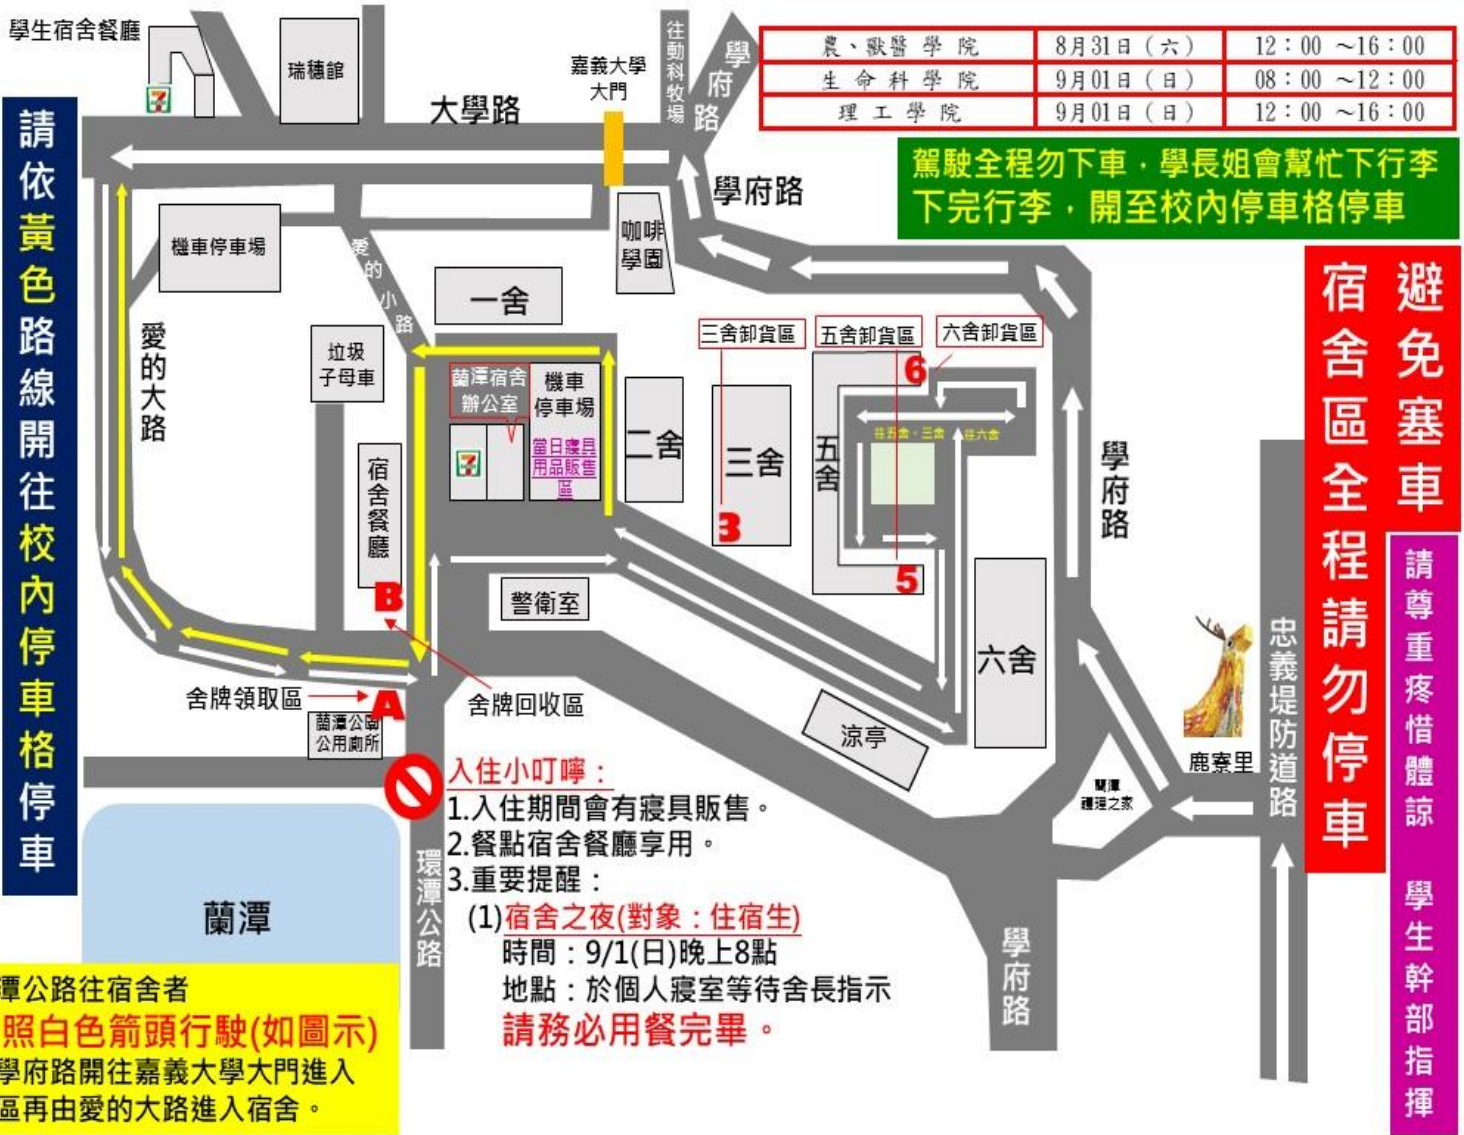 學生宿舍餐廳
瑞穗館
大學路
嘉義大學
大門
往動科牧場
學府路
農、獸醫學院 8月31日（六） 12：00 ～16：00
生命科學院 9月01日（日） 08：00 ～12：00
理工學院 9月01日（日） 12：00 ～16：00
駕駛全程勿下車，學長姐會幫忙下行李
下完行李，開至校內停車格停車
請依黃色路線開往校內停車格停車
避免塞車
宿舍區全程請勿停車
請尊重疼惜體諒 學生幹部指揮
學府路
咖啡
學園
機車停車場
愛的小路
愛的大路
一舍
垃圾
子母車
蘭潭宿舍
辦公室
機車
停車場
當日寢具
用品販售
區
7
宿舍餐廳
二舍
三舍卸貨區
五舍卸貨區
六舍卸貨區
三舍
3
五舍
6
往五舍、三舍
往六舍
5
六舍
學府路
警衛室
B
舍牌領取區
A
舍牌回收區
蘭潭公園
公用廁所
涼亭
蘭潭
護理之家
鹿寮里
忠義堤防道路
環潭公路
學府路
蘭潭
入住小叮嚀：
1.入住期間會有寢具販售。
2.餐點宿舍餐廳享用。
3.重要提醒：
(1)宿舍之夜(對象：住宿生)
時間：9/1(日)晚上8點
地點：於個人寢室等待舍長指示
請務必用餐完畢。
潭公路往宿舍者
照白色箭頭行駛(如圖示)
學府路開往嘉義大學大門進入
區再由愛的大路進入宿舍。